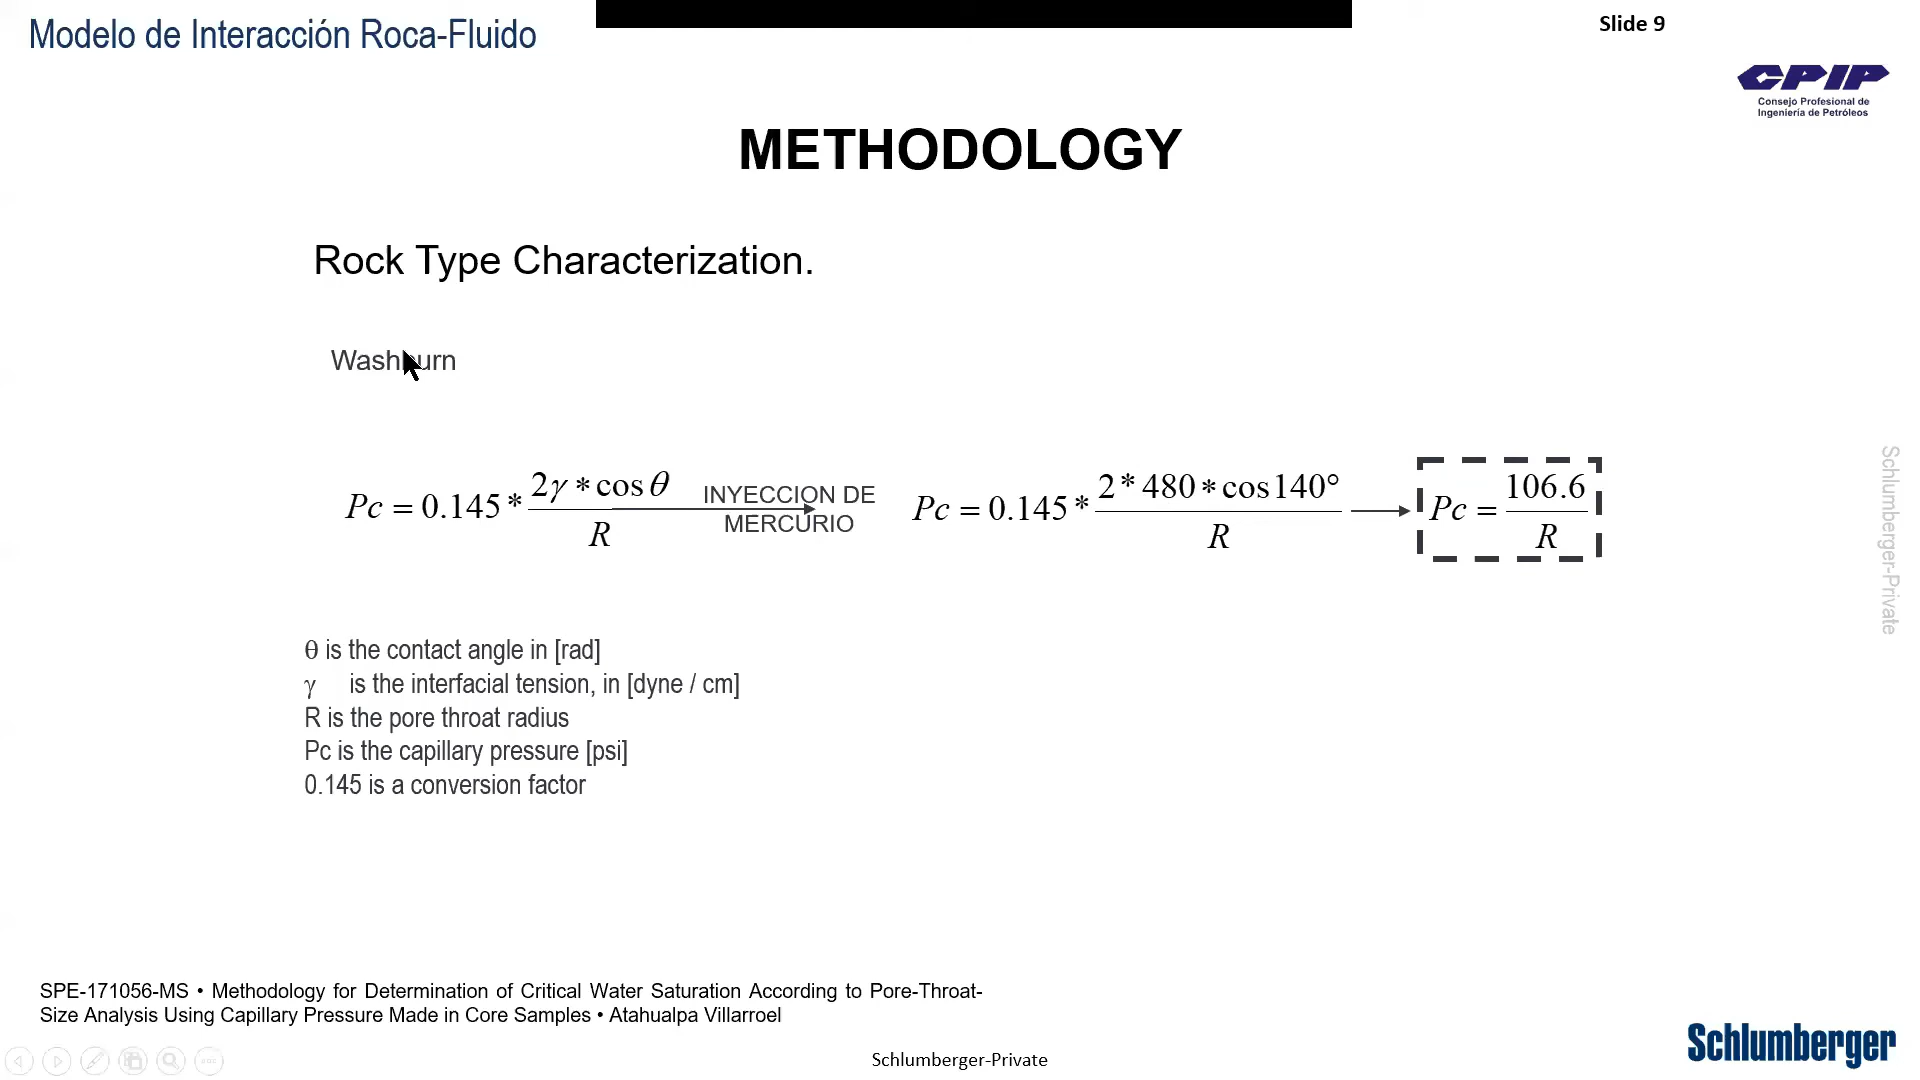 Modelo de Interacción Roca-Fluido
Slide 9
CPIP
Consejo Profesional de
Ingeniería de Petróleos
METHODOLOGY
Rock Type Characterization.
Washburn
Pc = 0.145 * 2γ * cos θ / R
INYECCION DE
MERCURIO
Pc = 0.145 * 2 * 480 * cos 140° / R
Pc = 106.6 / R
θ is the contact angle in [rad]
γ is the interfacial tension, in [dyne / cm]
R is the pore throat radius
Pc is the capillary pressure [psi]
0.145 is a conversion factor
Schlumberger-Private
SPE-171056-MS • Methodology for Determination of Critical Water Saturation According to Pore-Throat-
Size Analysis Using Capillary Pressure Made in Core Samples • Atahualpa Villarroel
Schlumberger-Private
Schlumberger